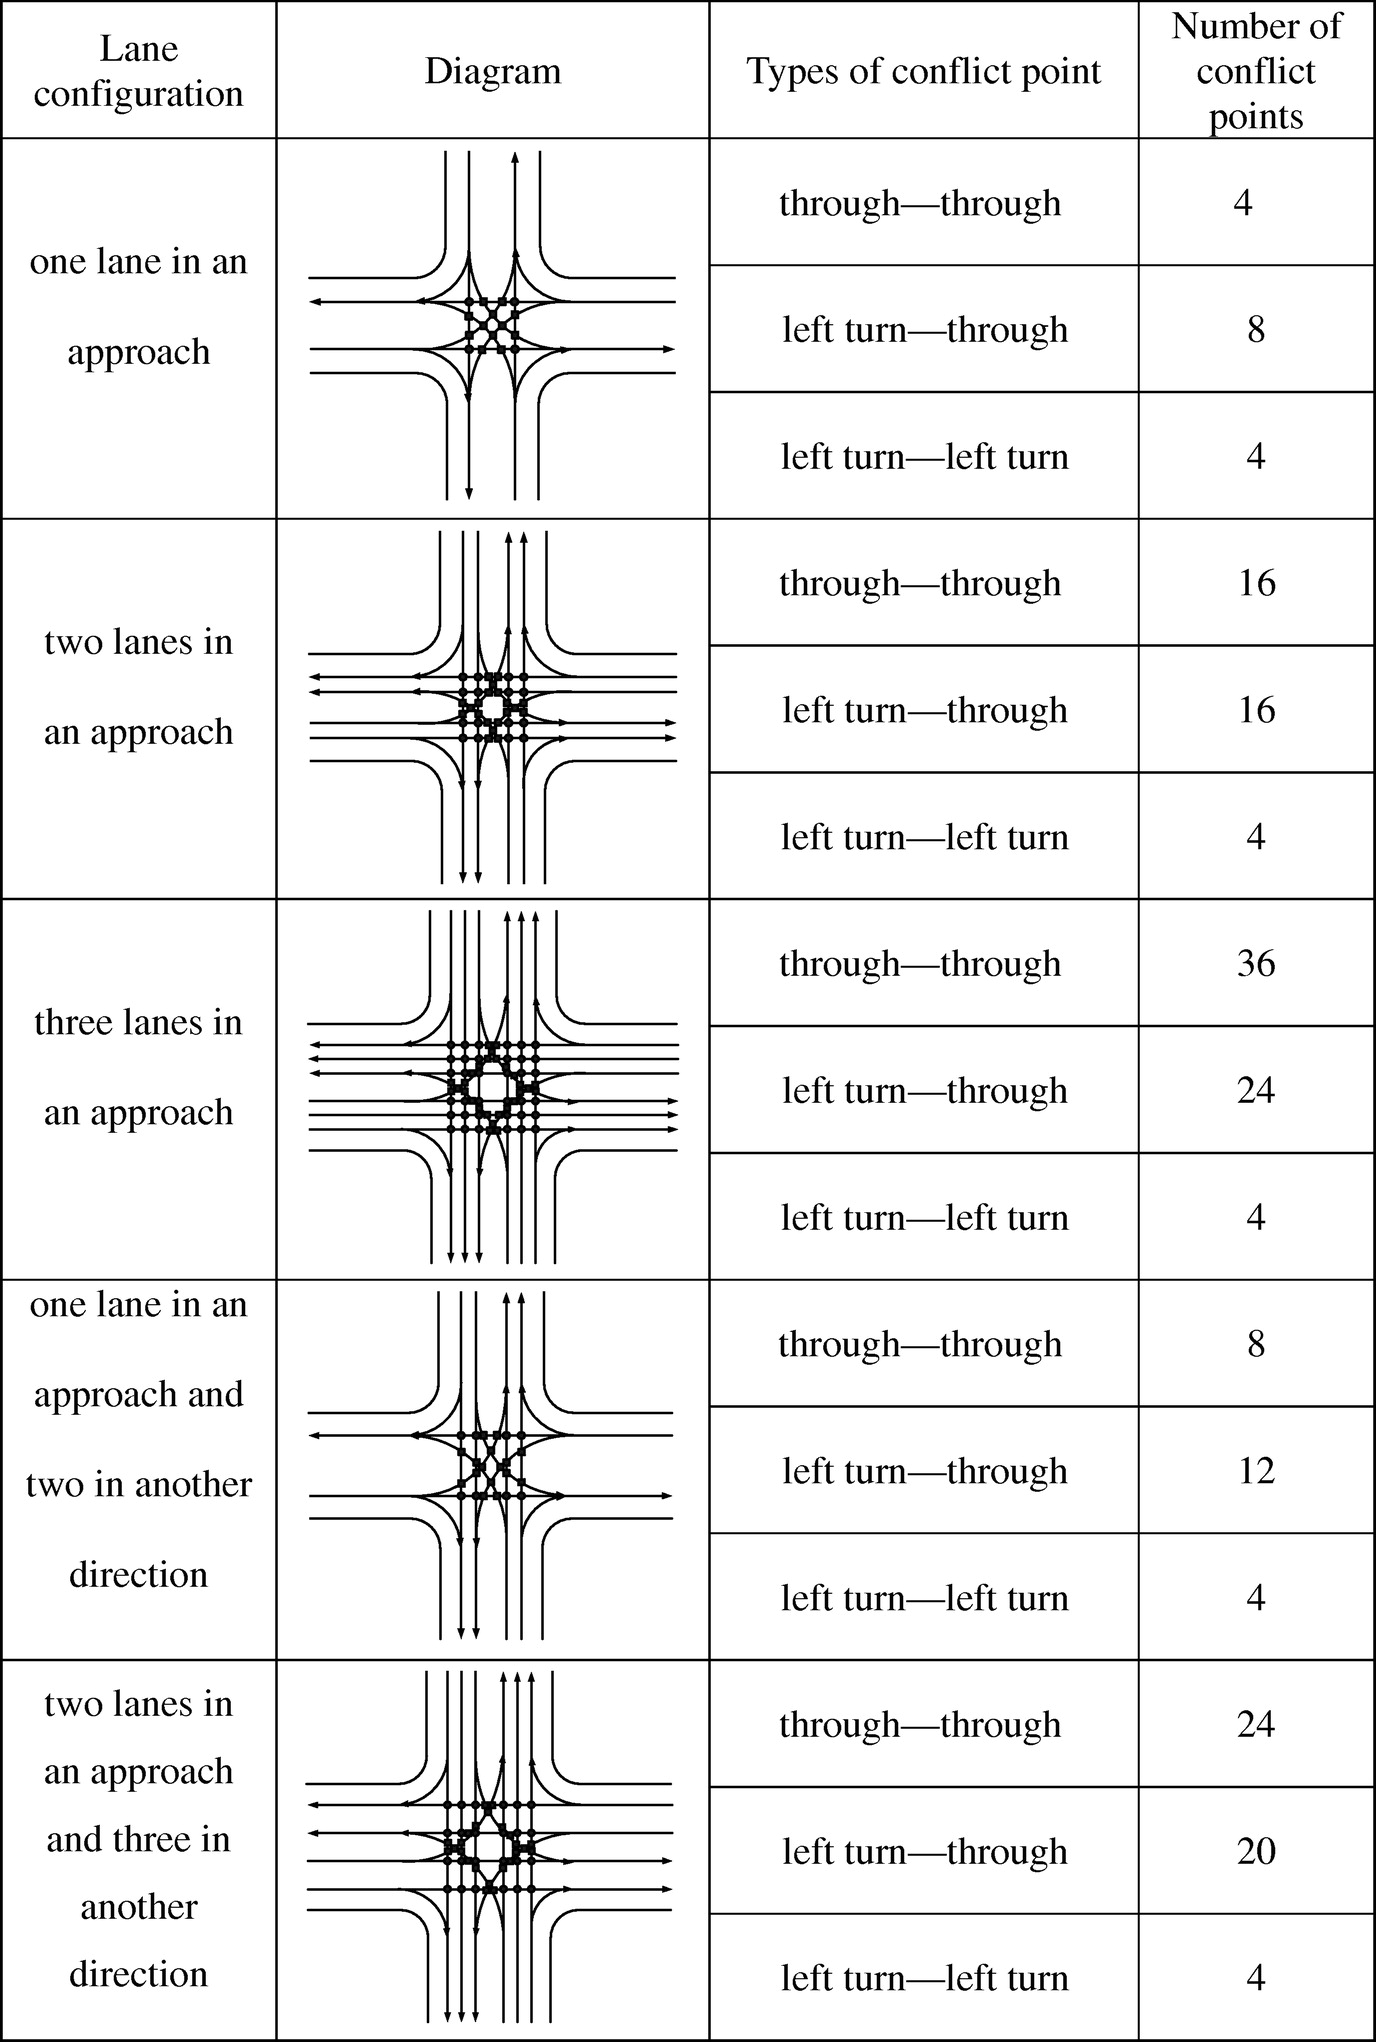 Lane
configuration
Diagram
Types of conflict point
Number of
conflict
points
one lane in an
approach
through—through
4
left turn—through
8
left turn—left turn
4
two lanes in
an approach
through—through
16
left turn—through
16
left turn—left turn
4
three lanes in
an approach
through—through
36
left turn—through
24
left turn—left turn
4
one lane in an
approach and
two in another
direction
through—through
8
left turn—through
12
left turn—left turn
4
two lanes in
an approach
and three in
another
direction
through—through
24
left turn—through
20
left turn—left turn
4